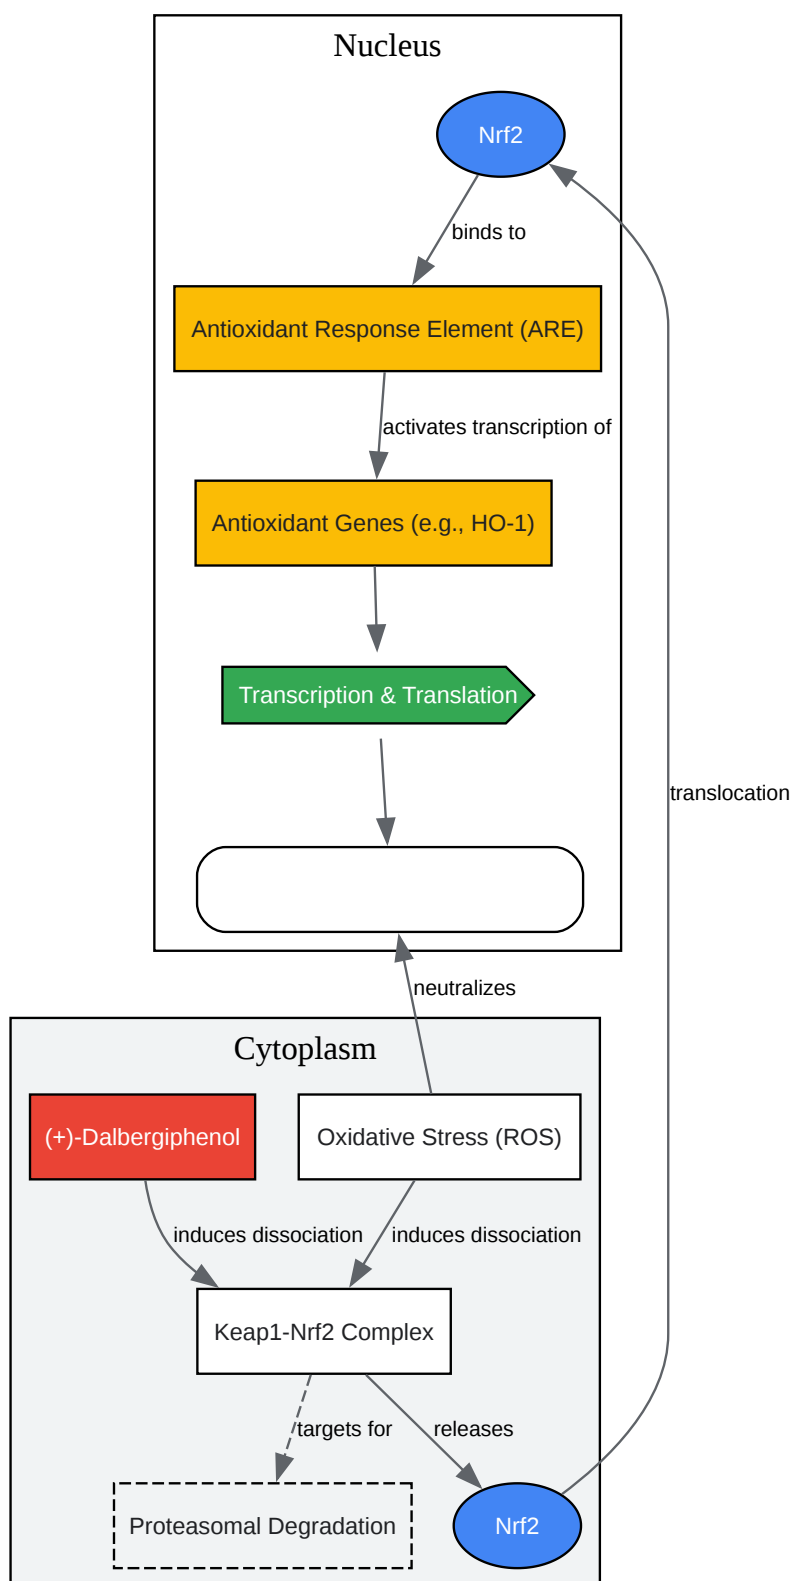 Nucleus
Nrf2
binds to
Antioxidant Response Element (ARE)
activates transcription of
Antioxidant Genes (e.g., HO-1)
Transcription & Translation
translocation
neutralizes
Cytoplasm
(+)-Dalbergiphenol
Oxidative Stress (ROS)
induces dissociation
induces dissociation
Keap1-Nrf2 Complex
targets for
releases
Proteasomal Degradation
Nrf2